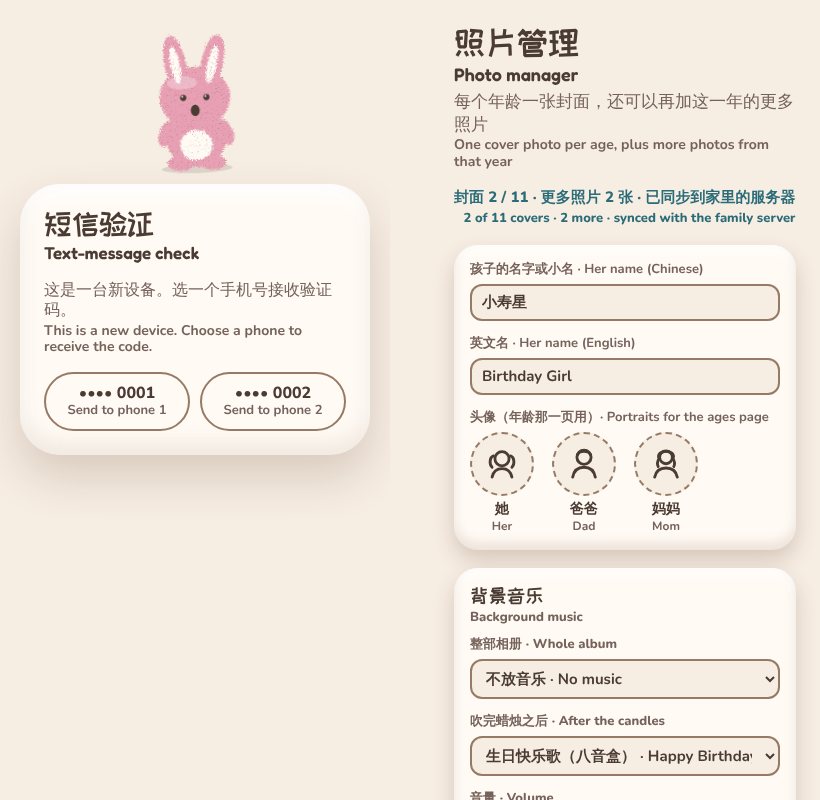 短信验证
Text-message check
这是一台新设备。选一个手机号接收验证
码。
This is a new device. Choose a phone to
receive the code.
•••• 0001
Send to phone 1
•••• 0002
Send to phone 2
照片管理
Photo manager
每个年龄一张封面，还可以再加这一年的更多
照片
One cover photo per age, plus more photos from
that year
封面 2 / 11 · 更多照片 2 张 · 已同步到家里的服务器
2 of 11 covers · 2 more · synced with the family server
孩子的名字或小名 · Her name (Chinese)
小寿星
英文名 · Her name (English)
Birthday Girl
头像（年龄那一页用）· Portraits for the ages page
她
Her
爸爸
Dad
妈妈
Mom
背景音乐
Background music
整部相册 · Whole album
不放音乐 · No music
吹完蜡烛之后 · After the candles
生日快乐歌（八音盒） · Happy Birthday
音量 · Volume